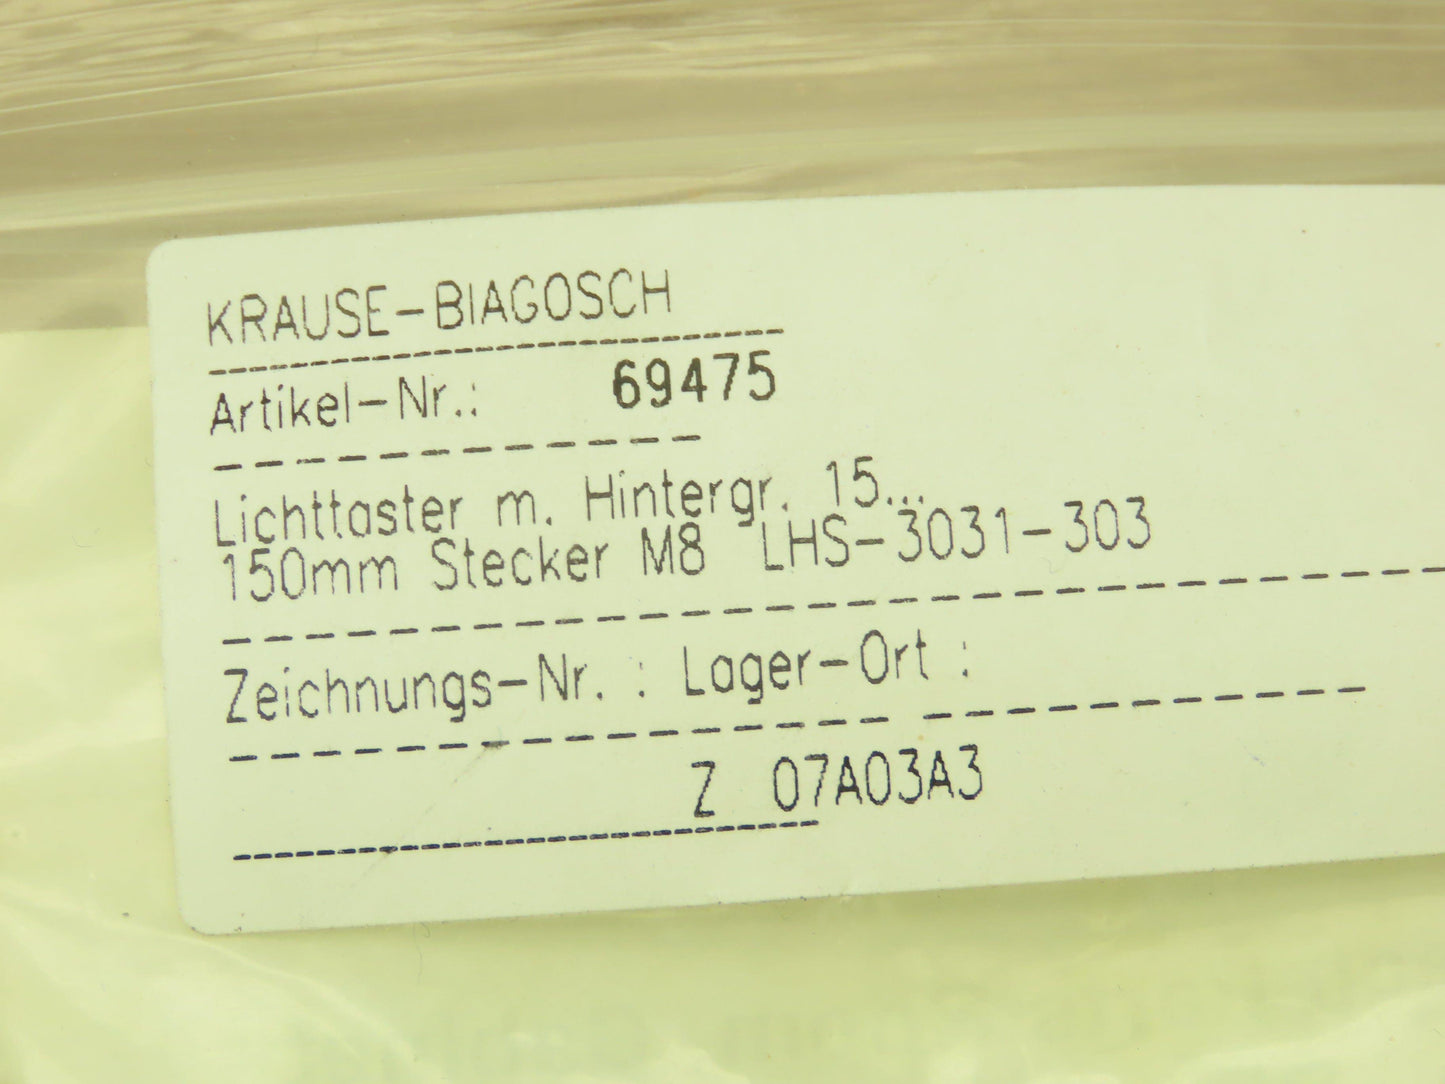 KRAUSE-BIAGOSCH
Artikel-Nr.: 69475
Lichttaster m. Hintergr. 15...
150mm Stecker M8 LHS-3031-303
Zeichnungs-Nr. : Lager-Ort :
Z 07A03A3